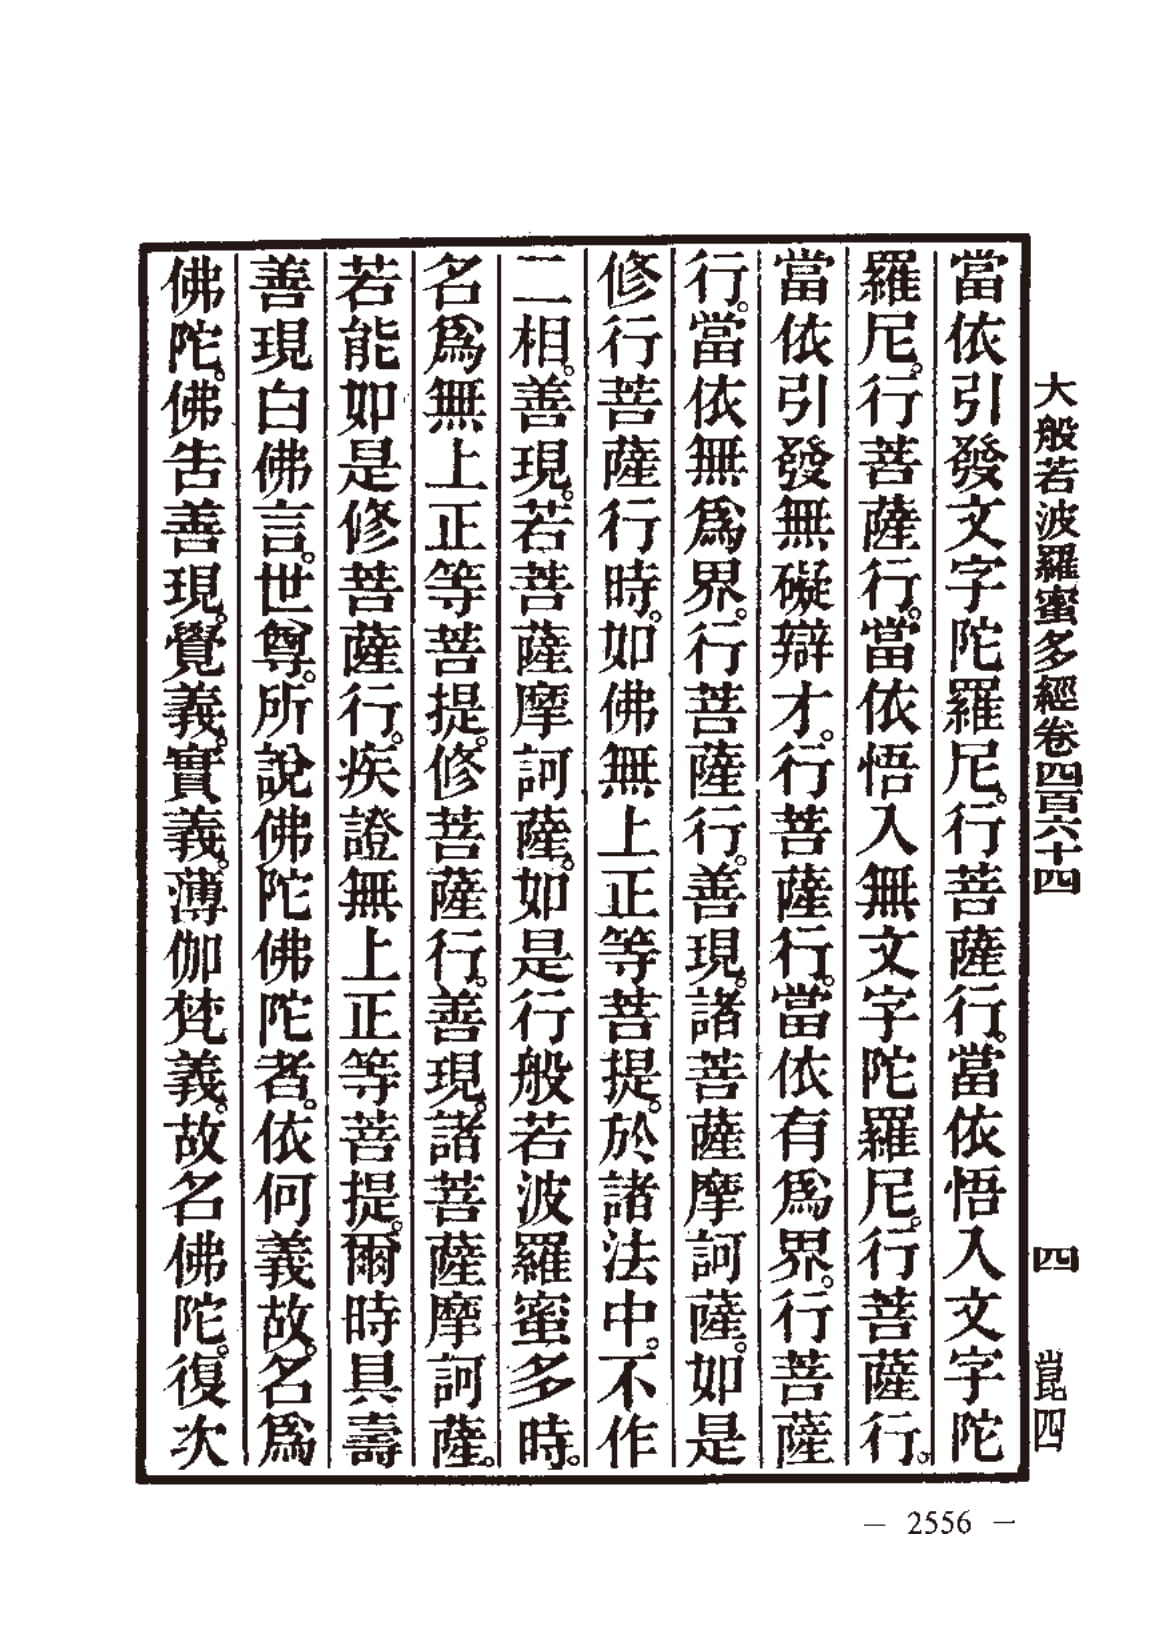 大般若波羅蜜多經卷四百六十四　四　崑四
當依引發文字陀羅尼。行菩薩行。當依悟入文字陀
羅尼。行菩薩行。當依悟入無文字陀羅尼。行菩薩行。
當依引發無礙辯才。行菩薩行。當依有爲界。行菩薩
行。當依無爲界。行菩薩行。善現。諸菩薩摩訶薩。如是
修行菩薩行時。如佛無上正等菩提。於諸法中。不作
二相。善現。若菩薩摩訶薩。如是行般若波羅蜜多時。
名爲無上正等菩提。修菩薩行。善現。諸菩薩摩訶薩。
若能如是修菩薩行。疾證無上正等菩提。爾時具壽
善現白佛言。世尊。所說佛陀佛陀者。依何義故。名爲
佛陀。佛告善現。覺義。實義。薄伽梵義。故名佛陀。復次
— 2556 —